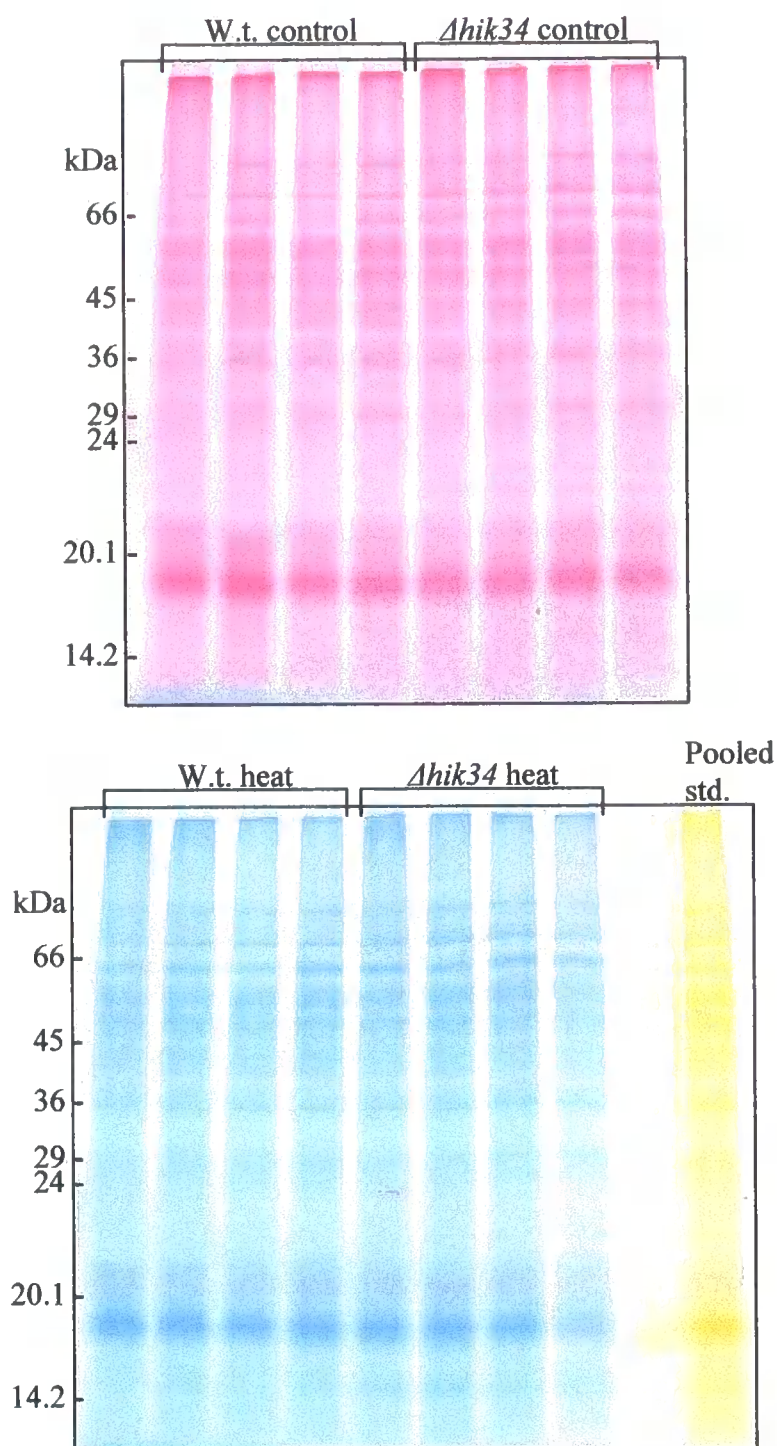 W.t. control Δhik34 control
kDa
66
45
36
29
24
20.1
14.2
W.t. heat Δhik34 heat
Pooled
std.
kDa
66
45
36
29
24
20.1
14.2